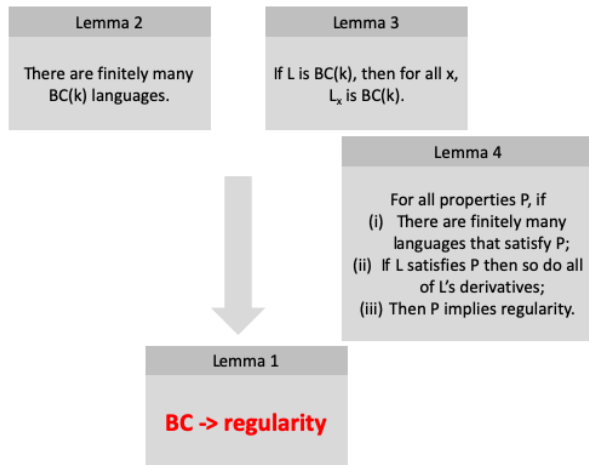 Lemma 2
There are finitely many
BC(k) languages.
Lemma 3
If L is BC(k), then for all x,
Lₓ is BC(k).
Lemma 4
For all properties P, if
(i) There are finitely many
languages that satisfy P;
(ii) If L satisfies P then so do all
of L’s derivatives;
(iii) Then P implies regularity.
Lemma 1
BC -> regularity